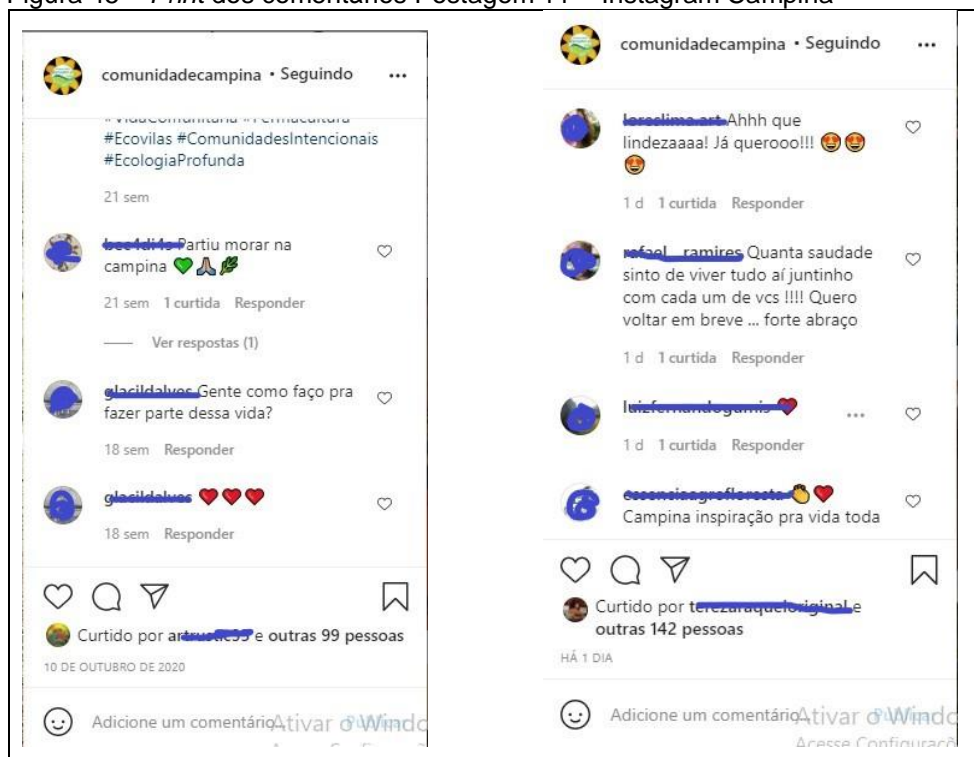 Figura – Print dos comentários Postagem – Instagram Campina
comunidadecampina • Seguindo
#VidaComunitária #Permacultura
#Ecovilas #ComunidadesIntencionais
#EcologiaProfunda
21 sem
Partiu morar na
campina 💚🙏🏽🌿
21 sem 1 curtida Responder
Ver respostas (1)
Gente como faço pra
fazer parte dessa vida?
18 sem Responder
❤️❤️❤️
18 sem Responder
Curtido por e outras 99 pessoas
10 DE OUTUBRO DE 2020
Adicione um comentário
Ativar o Windo
comunidadecampina • Seguindo
Ahhh que
lindezaaaa! Já querooo!!! 😍😍
😍
1 d 1 curtida Responder
Quanta saudade
sinto de viver tudo aí juntinho
com cada um de vcs !!!! Quero
voltar em breve ... forte abraço
1 d 1 curtida Responder
❤️
1 d 1 curtida Responder
👏❤️
Campina inspiração pra vida toda
Curtido por e
outras 142 pessoas
HÁ 1 DIA
Adicione um comentário
Ativar o Windo
Acesse Configuraçõ